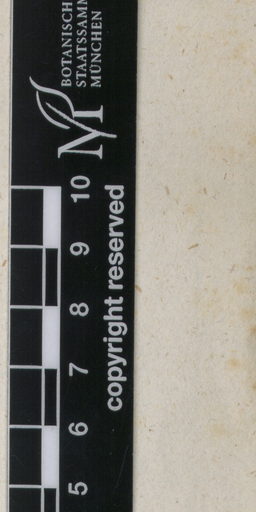 BOTANISCH
STAATSSAMM
MÜNCHEN
M
5 6 7 8 9 10
copyright reserved